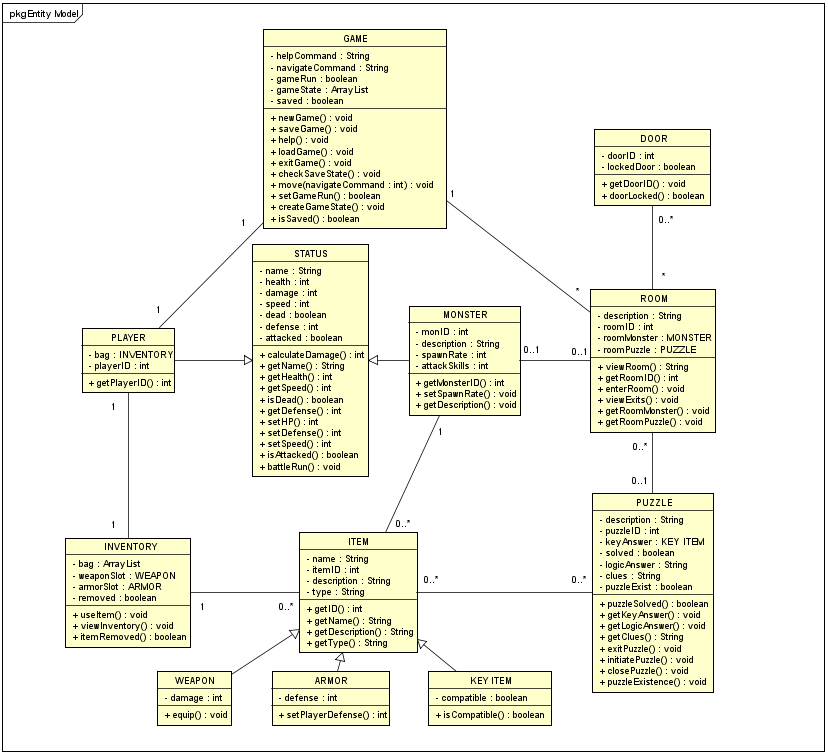 pkgEntity Model
GAME
- helpCommand : String
- navigateCommand : String
- gameRun : boolean
- gameState : ArrayList
- saved : boolean
+ newGame() : void
+ saveGame() : void
+ help() : void
+ loadGame() : void
+ exitGame() : void
+ checkSaveState() : void
+ move(navigateCommand : int) : void
+ setGameRun() : boolean
+ createGameState() : void
+ isSaved() : boolean
DOOR
- doorID : int
- lockedDoor : boolean
+ getDoorID() : void
+ doorLocked() : boolean
1
1
0..*
*
*
1
STATUS
- name : String
- health : int
- damage : int
- speed : int
- dead : boolean
- defense : int
- attacked : boolean
+ calculateDamage() : int
+ getName() : String
+ getHealth() : int
+ getSpeed() : int
+ isDead() : boolean
+ getDefense() : int
+ setHP() : int
+ setDefense() : int
+ setSpeed() : int
+ isAttacked() : boolean
+ battleRun() : void
PLAYER
- bag : INVENTORY
- playerID : int
+ getPlayerID() : int
MONSTER
- monID : int
- description : String
- spawnRate : int
- attackSkills : int
+ getMonsterID() : int
+ setSpawnRate() : void
+ getDescription() : void
0..1
0..1
ROOM
- description : String
- roomID : int
- roomMonster : MONSTER
- roomPuzzle : PUZZLE
+ viewRoom() : String
+ getRoomID() : int
+ enterRoom() : void
+ viewExits() : void
+ getRoomMonster() : void
+ getRoomPuzzle() : void
1
1
0..*
0..1
1
0..*
INVENTORY
- bag : ArrayList
- weaponSlot : WEAPON
- armorSlot : ARMOR
- removed : boolean
+ useItem() : void
+ viewInventory() : void
+ itemRemoved() : boolean
1
0..*
ITEM
- name : String
- itemID : int
- description : String
- type : String
+ getID() : int
+ getName() : String
+ getDescription() : String
+ getType() : String
0..*
0..*
PUZZLE
- description : String
- puzzleID : int
- keyAnswer : KEY ITEM
- solved : boolean
- logicAnswer : String
- clues : String
- puzzleExist : boolean
+ puzzleSolved() : boolean
+ getKeyAnswer() : void
+ getLogicAnswer() : void
+ getClues() : String
+ exitPuzzle() : void
+ initiatePuzzle() : void
+ closePuzzle() : void
+ puzzleExistence() : void
WEAPON
- damage : int
+ equip() : void
ARMOR
- defense : int
+ setPlayerDefense() : int
KEY ITEM
- compatible : boolean
+ isCompatible() : boolean